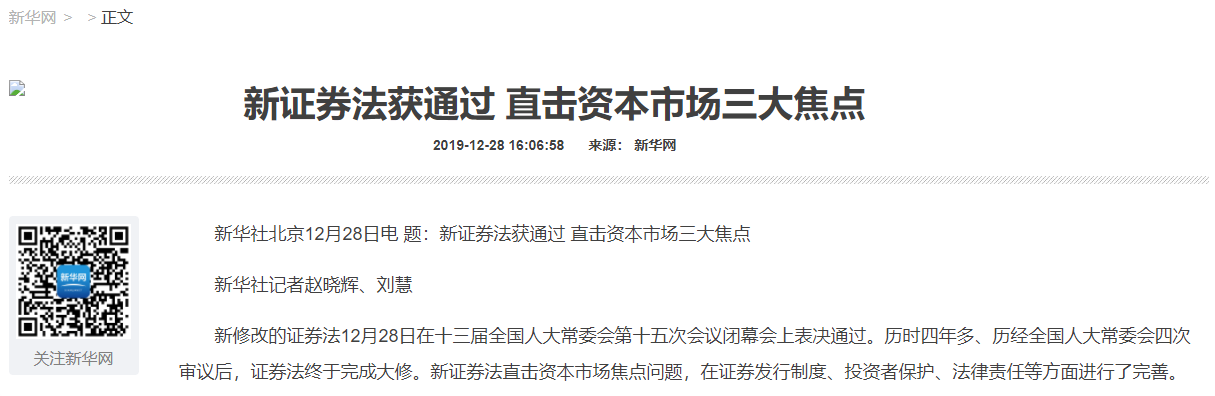 新华网 > > 正文
新证券法获通过 直击资本市场三大焦点
2019-12-28 16:06:58 来源： 新华网
新华网
关注新华网
新华社北京12月28日电 题：新证券法获通过 直击资本市场三大焦点
新华社记者赵晓辉、刘慧
新修改的证券法12月28日在十三届全国人大常委会第十五次会议闭幕会上表决通过。历时四年多、历经全国人大常委会四次
审议后，证券法终于完成大修。新证券法直击资本市场焦点问题，在证券发行制度、投资者保护、法律责任等方面进行了完善。